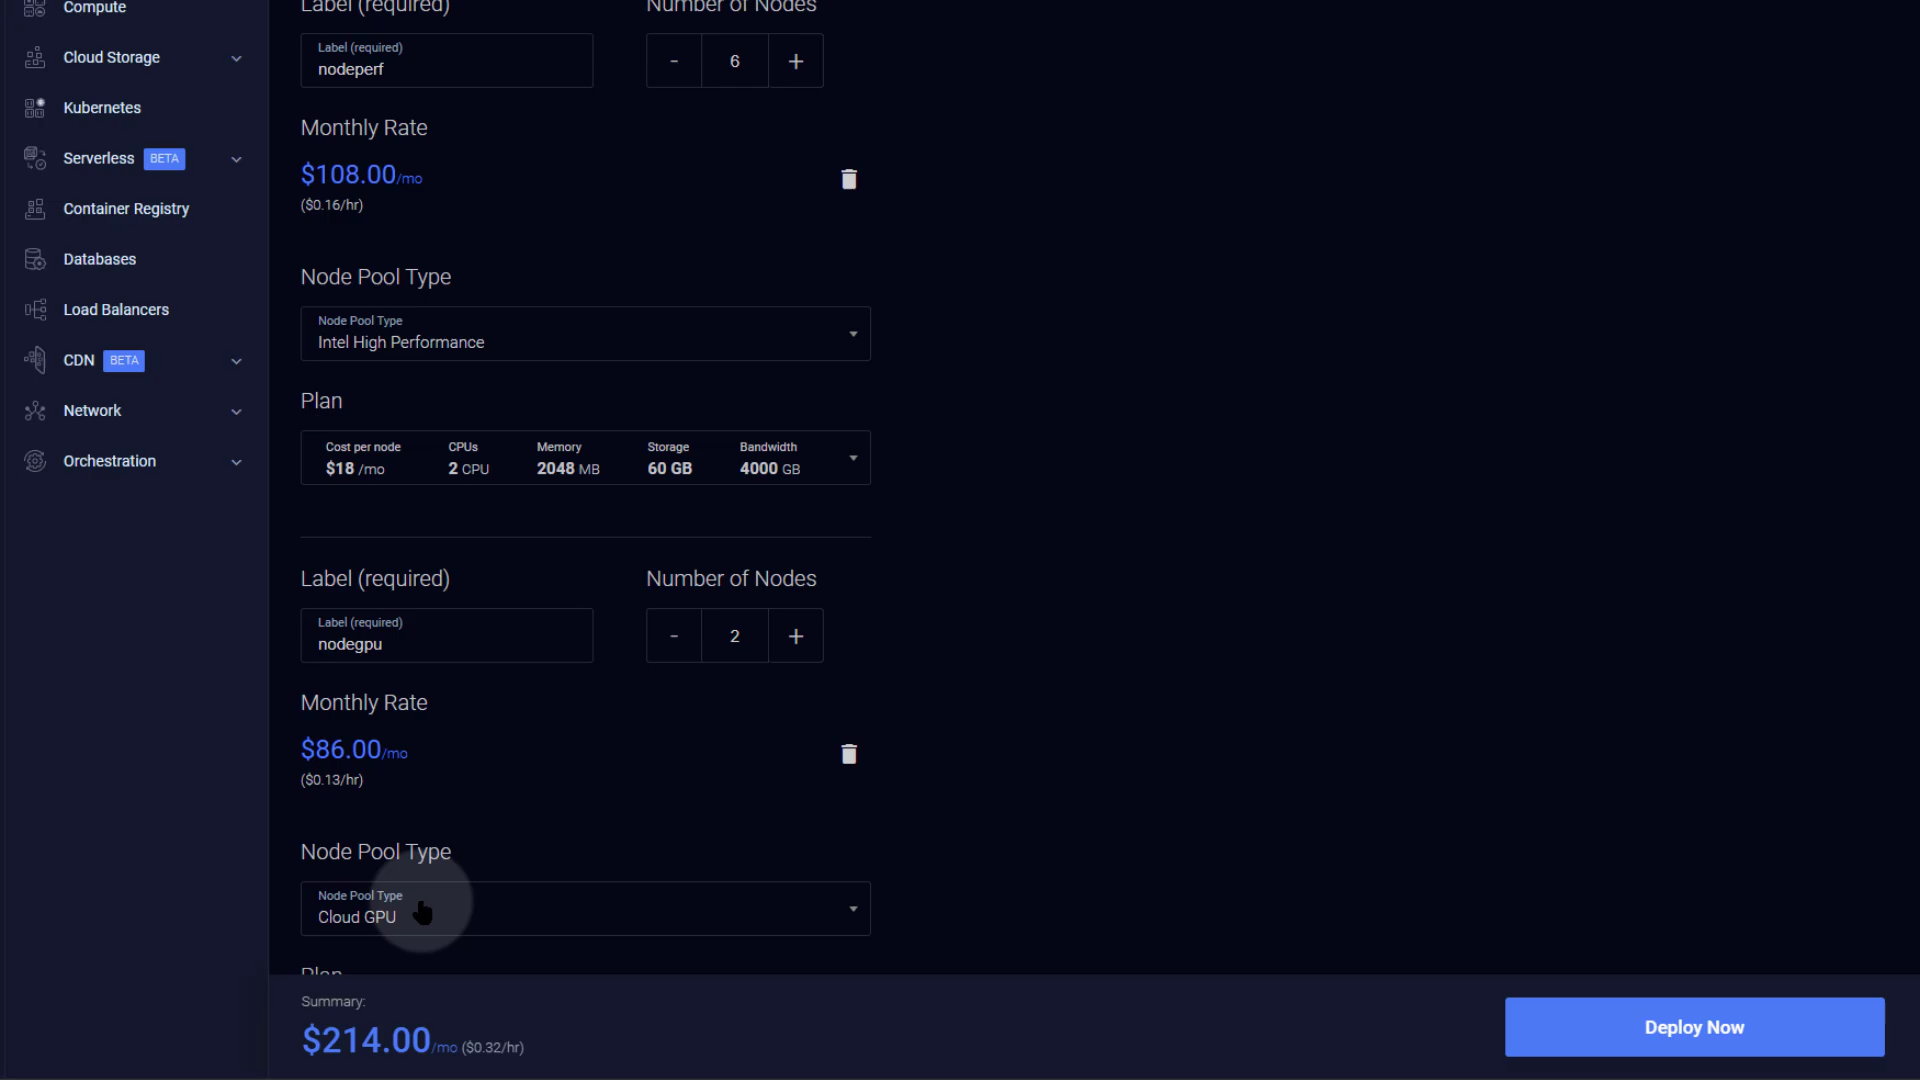 Compute
Cloud Storage
Kubernetes
Serverless BETA
Container Registry
Databases
Load Balancers
CDN BETA
Network
Orchestration
Label (required) Number of Nodes
Label (required)
nodeperf
- 6 +
Monthly Rate
$108.00/mo
($0.16/hr)
Node Pool Type
Node Pool Type
Intel High Performance
Plan
Cost per node CPUs Memory Storage Bandwidth
$18 /mo 2 CPU 2048 MB 60 GB 4000 GB
Label (required) Number of Nodes
Label (required)
nodegpu
- 2 +
Monthly Rate
$86.00/mo
($0.13/hr)
Node Pool Type
Node Pool Type
Cloud GPU
Plan
Summary:
$214.00/mo ($0.32/hr)
Deploy Now